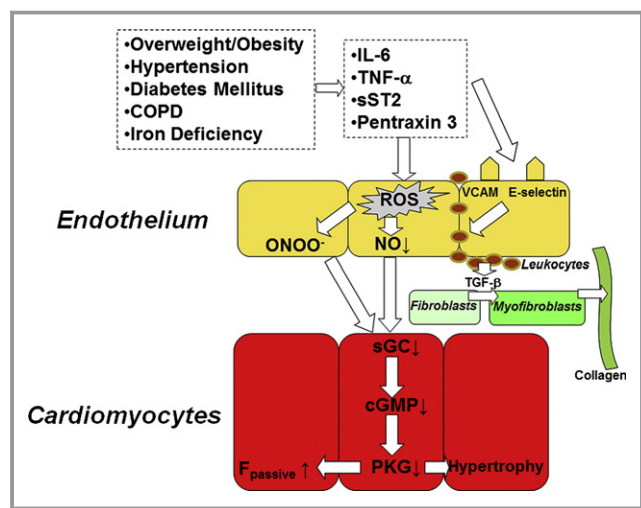 •Overweight/Obesity
•Hypertension
•Diabetes Mellitus
•COPD
•Iron Deficiency
•IL-6
•TNF-α
•sST2
•Pentraxin 3
VCAM
E-selectin
ROS
Endothelium
ONOO⁻
NO↓
Leukocytes
TGF-β
Fibroblasts
Myofibroblasts
Collagen
sGC↓
Cardiomyocytes
cGMP↓
Fpassive ↑
PKG↓
Hypertrophy